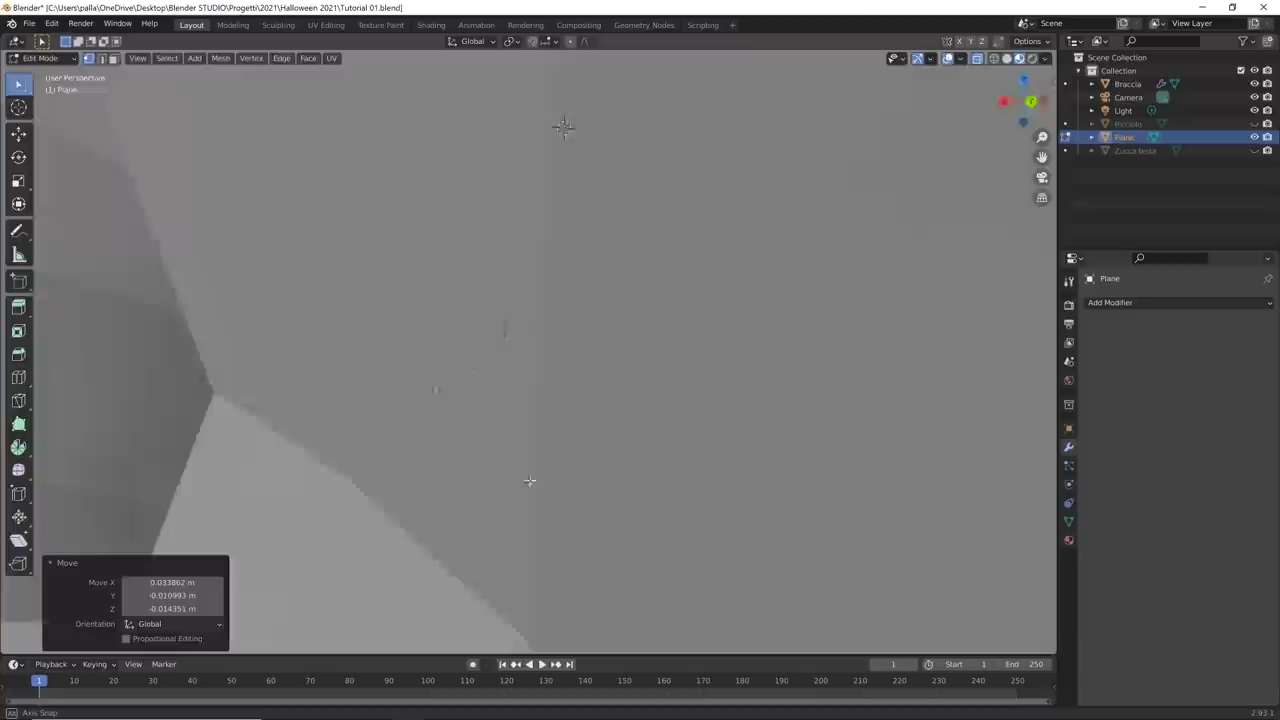 Blender* [C:\Users\palla\OneDrive\Desktop\Blender STUDIO\Progetti\2021\Halloween 2021\Tutorial 01.blend]
File Edit Render Window Help Layout Modeling Sculpting UV Editing Texture Paint Shading Animation Rendering Compositing Geometry Nodes Scripting + Scene View Layer
Global X Y Z Options
Edit Mode View Select Add Mesh Vertex Edge Face UV
User Perspective
(1) Plane
Scene Collection
Collection
Braccia
Camera
Light
Plane
Zucca testa
Plane
Add Modifier
Move
Move X 0.033862 m
Y -0.010993 m
Z -0.014351 m
Orientation Global
Proportional Editing
Playback Keying View Marker 1 Start 1 End 250
1 10 20 30 40 50 60 70 80 90 100 110 120 130 140 150 160 170 180 190 200 210 220 230 240 250
Axis Snap 2.93.1